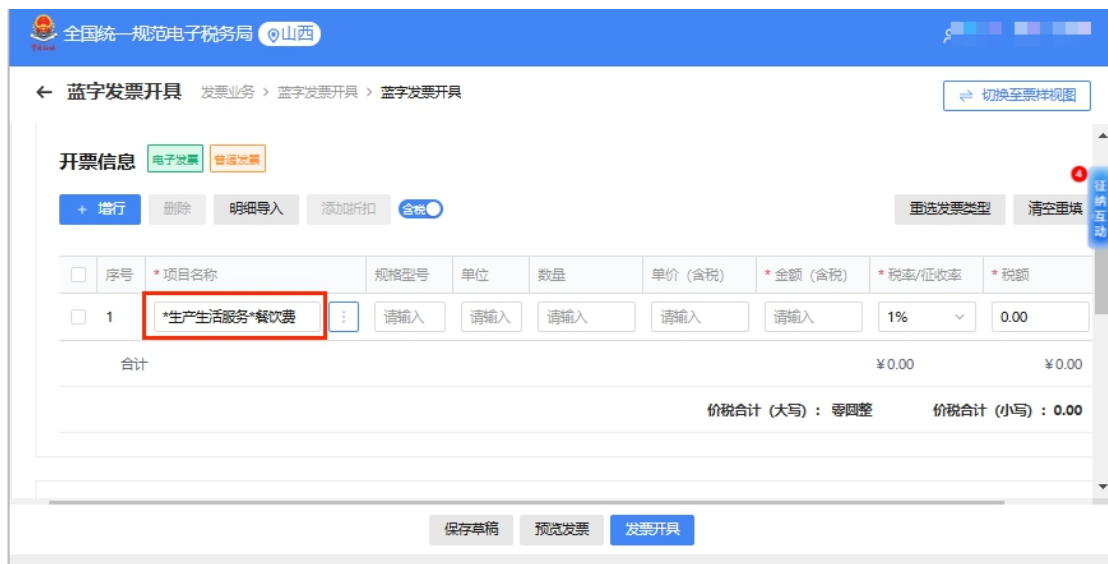 全国统一规范电子税务局 山西
← 蓝字发票开具 发票业务 > 蓝字发票开具 > 蓝字发票开具 切换至票样视图
开票信息 电子发票 普通发票
4
+ 增行 删除 明细导入 添加折扣 含税 重选发票类型 清空重填
征纳互动
序号 * 项目名称 规格型号 单位 数量 单价（含税） * 金额（含税） * 税率/征收率 * 税额
1 *生产生活服务*餐饮费 请输入 请输入 请输入 请输入 请输入 1% 0.00
合计 ¥0.00 ¥0.00
价税合计（大写）：零圆整 价税合计（小写）：0.00
保存草稿 预览发票 发票开具